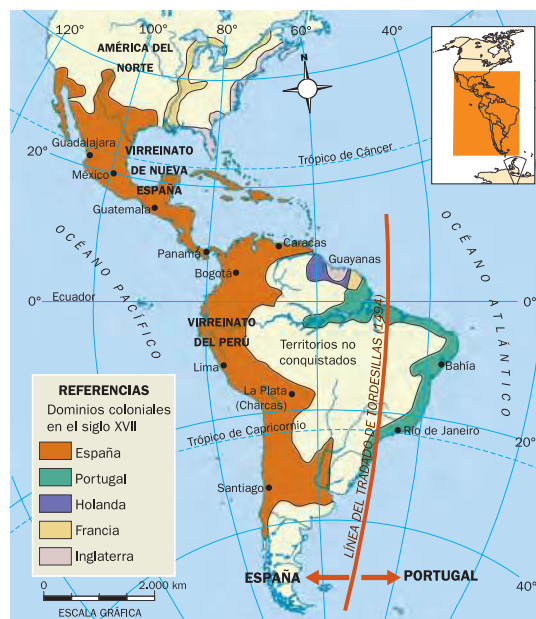 120°
100°
80°
60°
40°
20°
AMÉRICA DEL
NORTE
N
Guadalajara
20°
México
VIRREINATO
DE NUEVA
ESPAÑA
Trópico de Cáncer
Guatemala
OCÉANO PACÍFICO
OCÉANO ATLÁNTICO
Panamá
Caracas
Guayanas
Bogotá
0°
Ecuador
0°
VIRREINATO
DEL PERÚ
Territorios no
conquistados
LÍNEA DEL TRADADO DE TORDESILLAS (1494)
Lima
Bahía
La Plata
(Charcas)
Trópico de Capricornio
Río de Janeiro
20°
Santiago
REFERENCIAS
Dominios coloniales
en el siglo XVII
España
Portugal
Holanda
Francia
Inglaterra
ESPAÑA
PORTUGAL
40°
0
2.000 km
ESCALA GRÁFICA